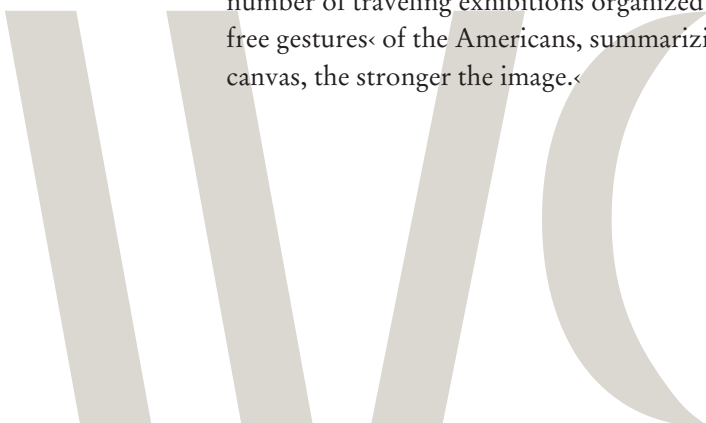 number of traveling exhibitions organized
free gestures‹ of the Americans, summarizi
canvas, the stronger the image.‹